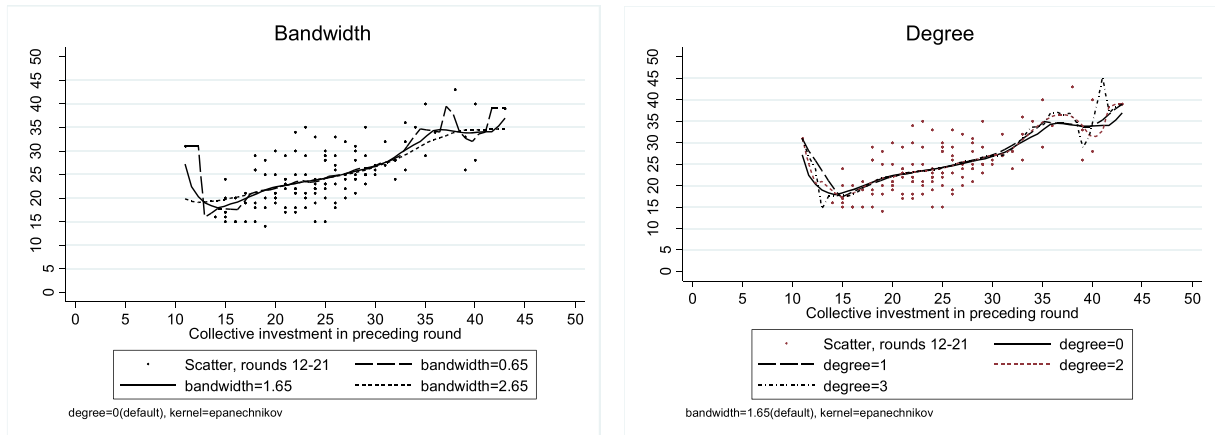 Bandwidth
50
45
40
35
30
25
20
15
10
5
0
0 5 10 15 20 25 30 35 40 45 50
Collective investment in preceding round
Scatter, rounds 12-21 bandwidth=0.65
bandwidth=1.65 bandwidth=2.65
degree=0(default), kernel=epanechnikov
Degree
50
45
40
35
30
25
20
15
10
5
0
0 5 10 15 20 25 30 35 40 45 50
Collective investment in preceding round
Scatter, rounds 12-21 degree=0
degree=1 degree=2
degree=3
bandwidth=1.65(default), kernel=epanechnikov